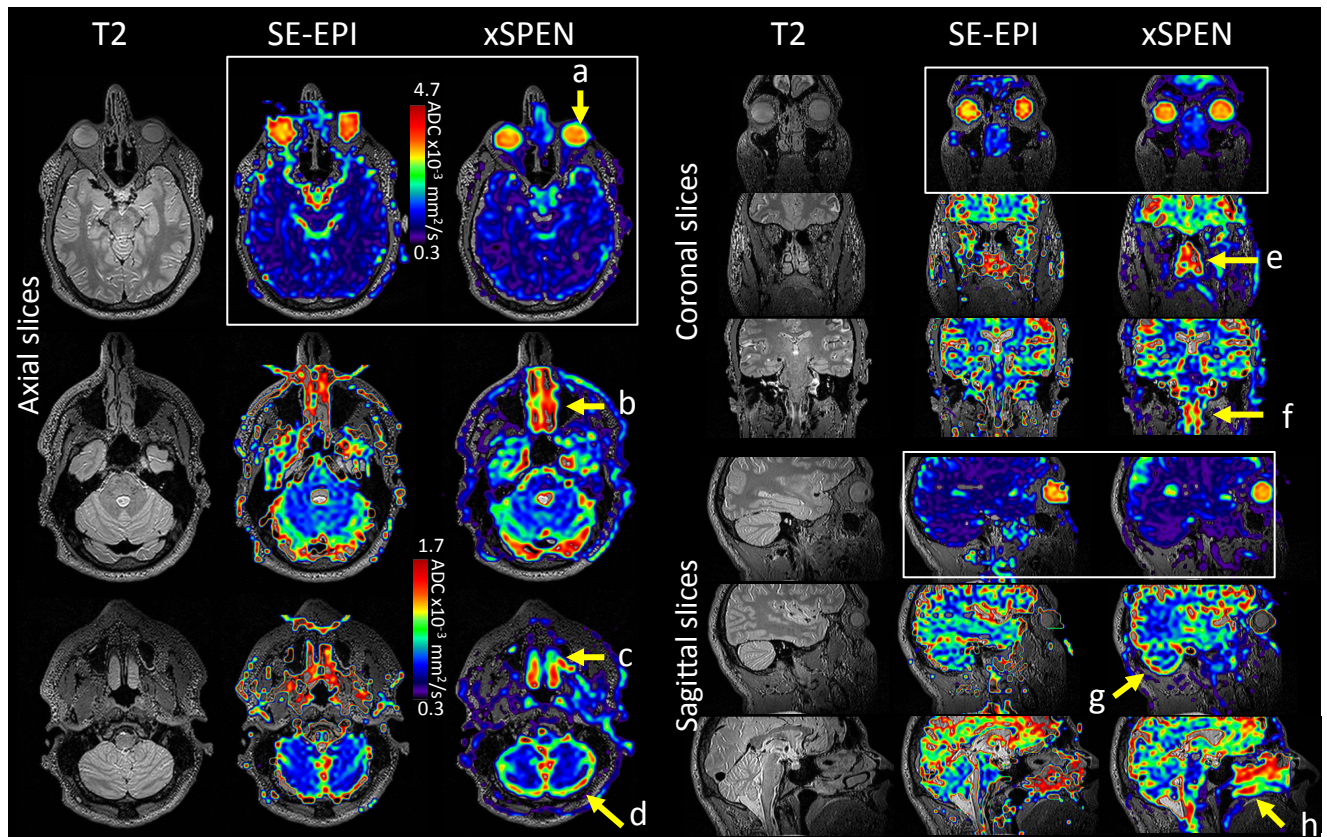 T2 SE-EPI xSPEN
a
4.7
ADC x10⁻³ mm²/s
0.3
Axial slices
b
1.7
ADC x10⁻³ mm²/s
0.3
c
d
T2 SE-EPI xSPEN
Coronal slices
e
f
Sagittal slices
g
h